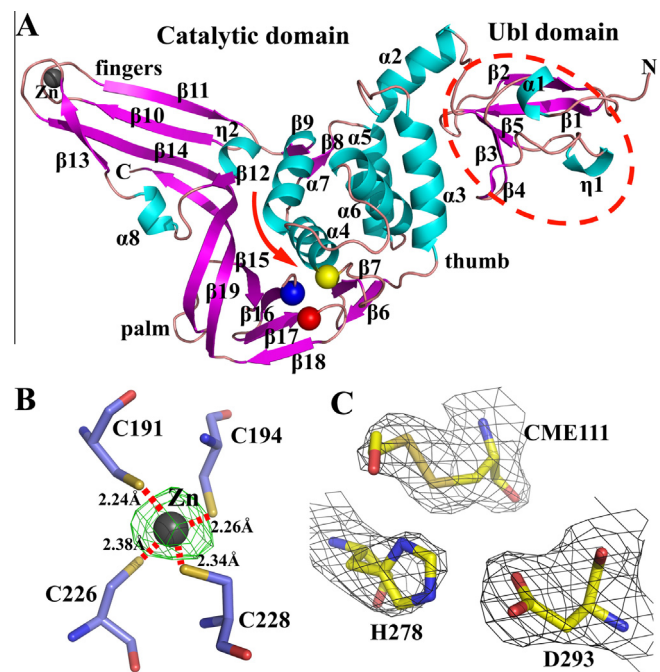 A
Catalytic domain
Ubl domain
fingers
Zn
β11
β10
β14
β13
C
η2
β12
α8
β9
β8
α7
α5
α6
α4
α2
α3
β2
α1
N
β1
β5
β3
β4
η1
thumb
β15
β19
β16
β17
β7
β6
β18
palm
B
C191
C194
Zn
2.24Å
2.26Å
2.38Å
2.34Å
C226
C228
C
CME111
H278
D293